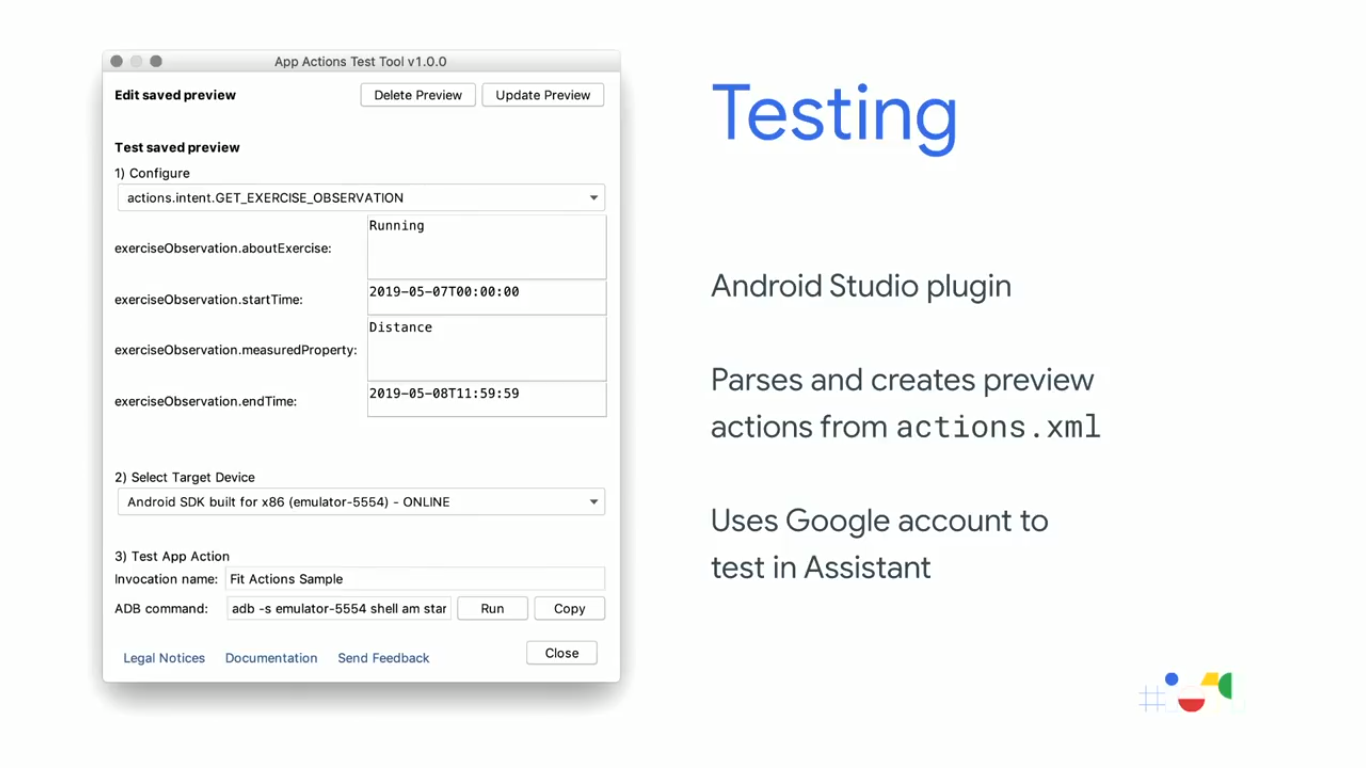 App Actions Test Tool v1.0.0
Edit saved preview
Delete Preview
Update Preview
Test saved preview
1) Configure
actions.intent.GET_EXERCISE_OBSERVATION
exerciseObservation.aboutExercise:
Running
exerciseObservation.startTime:
2019-05-07T00:00:00
exerciseObservation.measuredProperty:
Distance
exerciseObservation.endTime:
2019-05-08T11:59:59
2) Select Target Device
Android SDK built for x86 (emulator-5554) - ONLINE
3) Test App Action
Invocation name:
Fit Actions Sample
ADB command:
adb -s emulator-5554 shell am star
Run
Copy
Legal Notices
Documentation
Send Feedback
Close
Testing
Android Studio plugin
Parses and creates preview
actions from actions.xml
Uses Google account to
test in Assistant